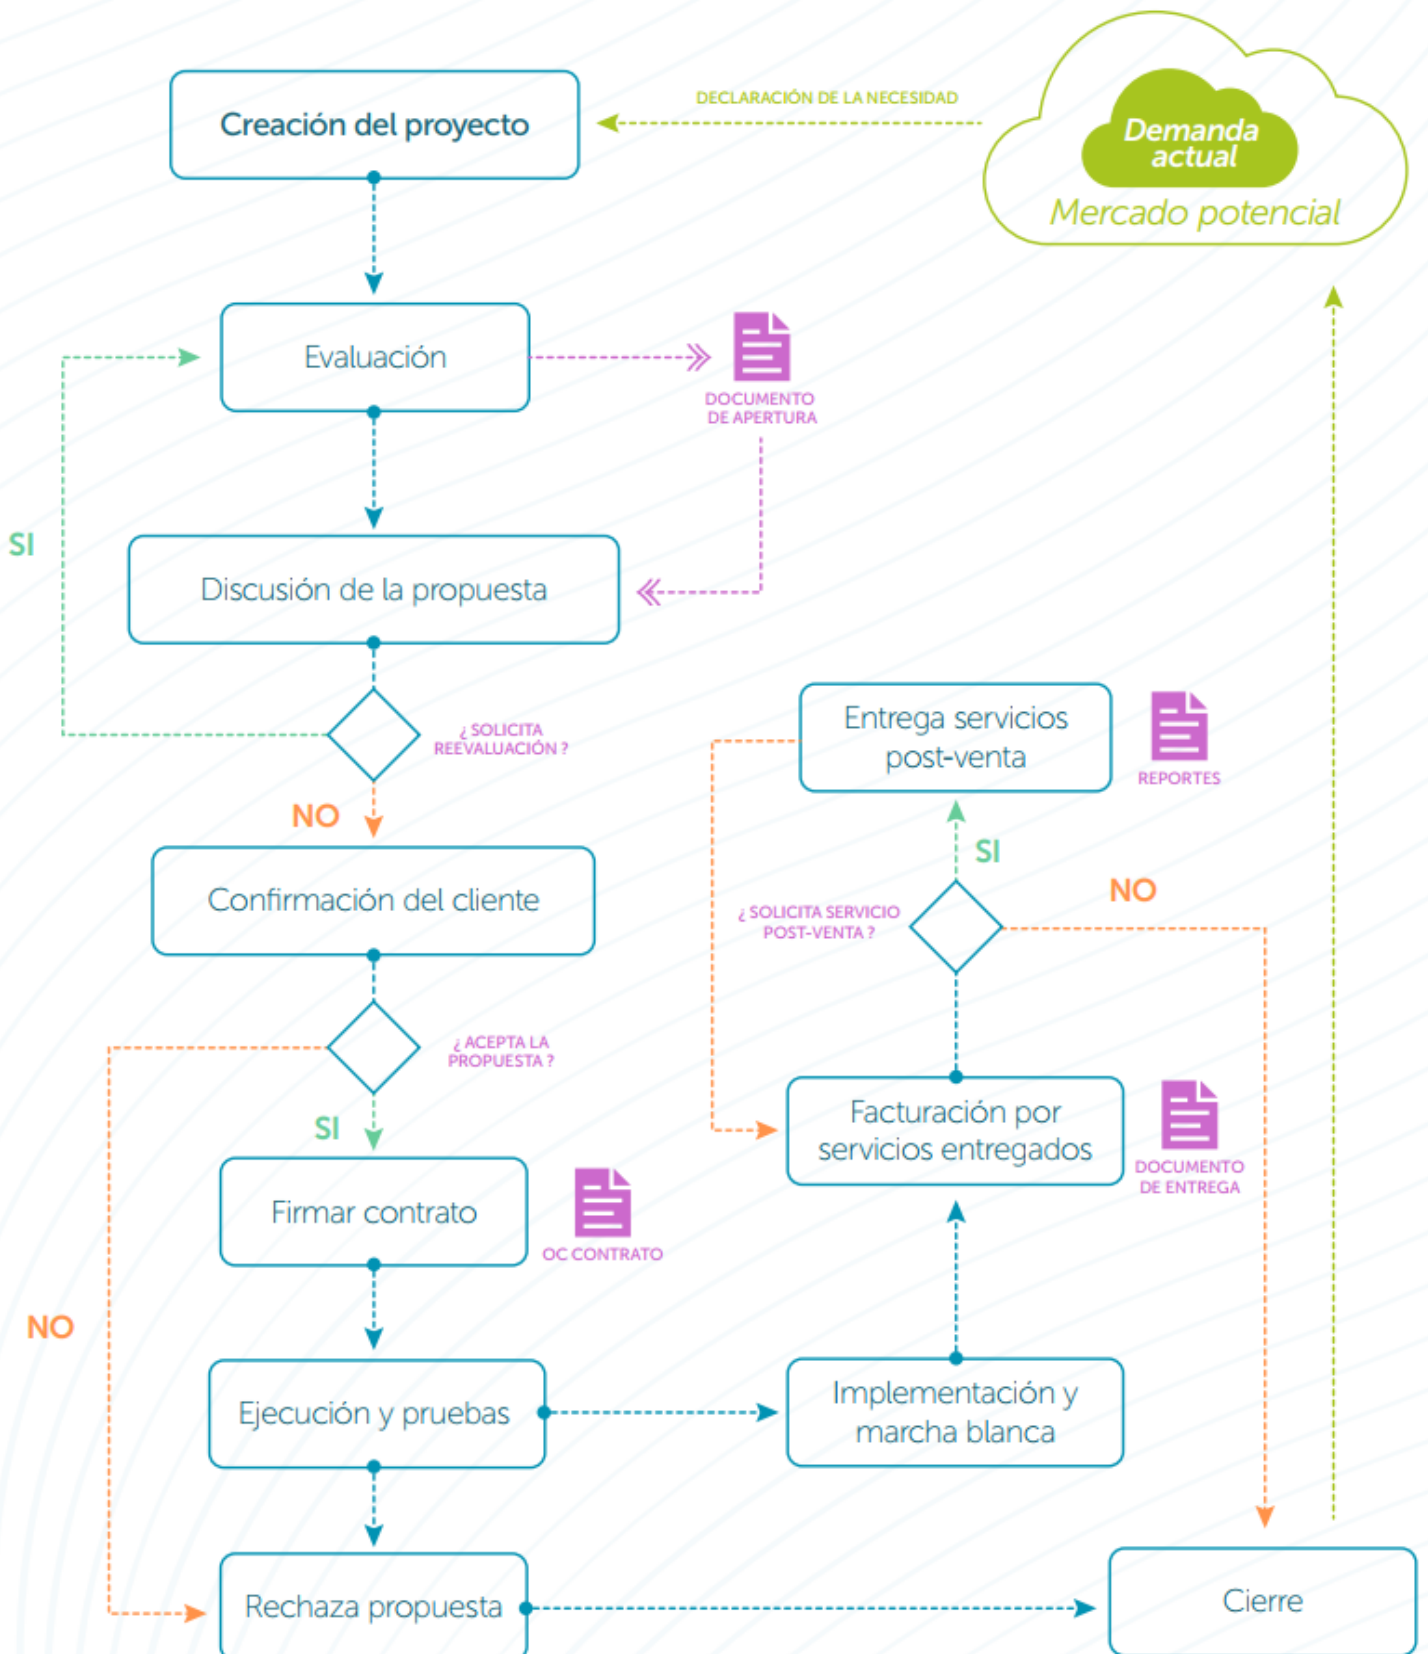 DECLARACIÓN DE LA NECESIDAD
Creación del proyecto
Demanda
actual
Mercado potencial
Evaluación
DOCUMENTO
DE APERTURA
SI
Discusión de la propuesta
¿ SOLICITA
REEVALUACIÓN ?
NO
Entrega servicios
post-venta
REPORTES
SI
Confirmación del cliente
¿ SOLICITA SERVICIO
POST-VENTA ?
NO
¿ ACEPTA LA
PROPUESTA ?
SI
Facturación por
servicios entregados
DOCUMENTO
DE ENTREGA
Firmar contrato
OC CONTRATO
NO
Ejecución y pruebas
Implementación y
marcha blanca
Rechaza propuesta
Cierre